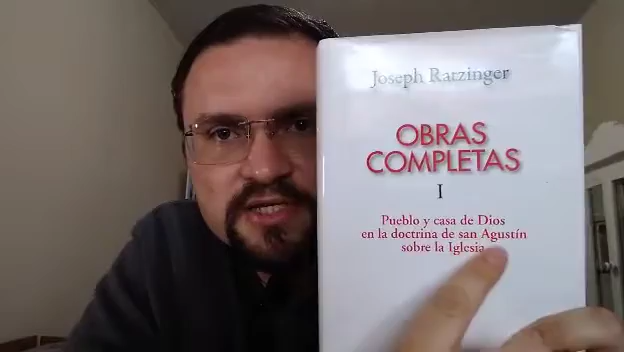 Joseph Ratzinger
OBRAS
COMPLETAS
I
Pueblo y casa de Dios
en la doctrina de san Agustín
sobre la Iglesia